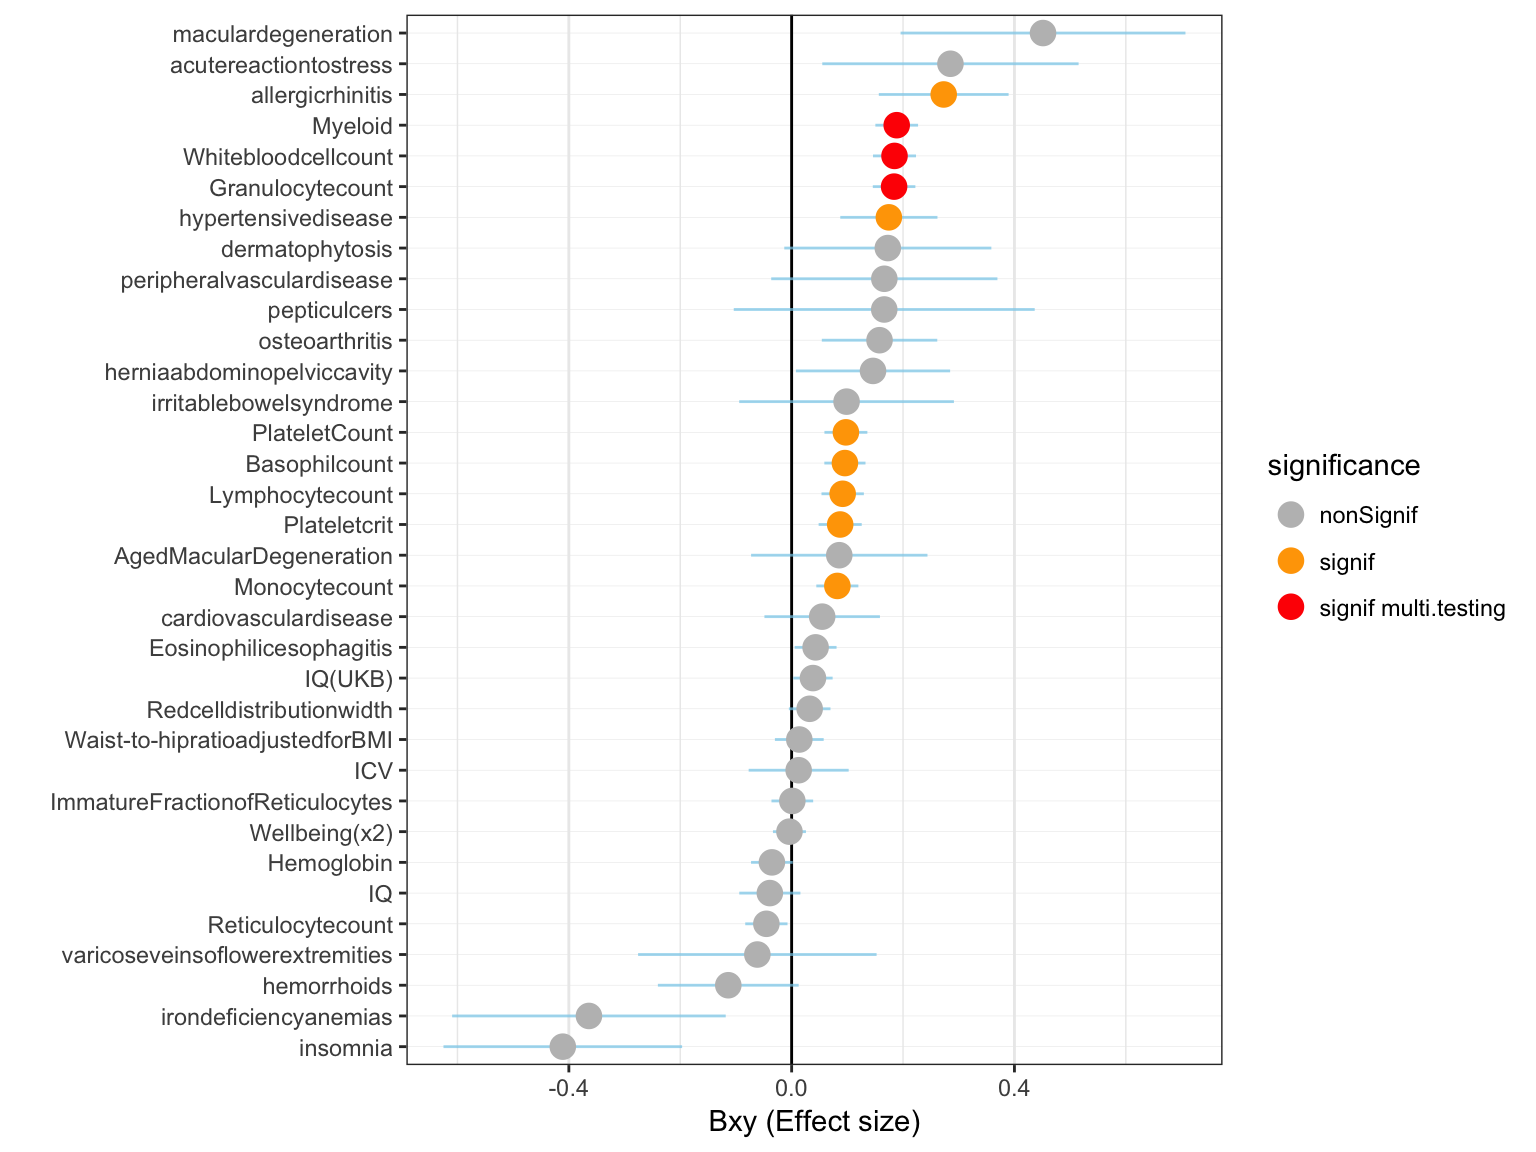 maculardegeneration
acutereactiontostress
allergicrhinitis
Myeloid
Whitebloodcellcount
Granulocytecount
hypertensivedisease
dermatophytosis
peripheralvasculardisease
pepticulcers
osteoarthritis
herniaabdominopelviccavity
irritablebowelsyndrome
PlateletCount
Basophilcount
Lymphocytecount
Plateletcrit
AgedMacularDegeneration
Monocytecount
cardiovasculardisease
Eosinophilicesophagitis
IQ(UKB)
Redcelldistributionwidth
Waist-to-hipratioadjustedforBMI
ICV
ImmatureFractionofReticulocytes
Wellbeing(x2)
Hemoglobin
IQ
Reticulocytecount
varicoseveinsoflowerextremities
hemorrhoids
irondeficiencyanemias
insomnia
-0.4 0.0 0.4
Bxy (Effect size)
significance
nonSignif
signif
signif multi.testing